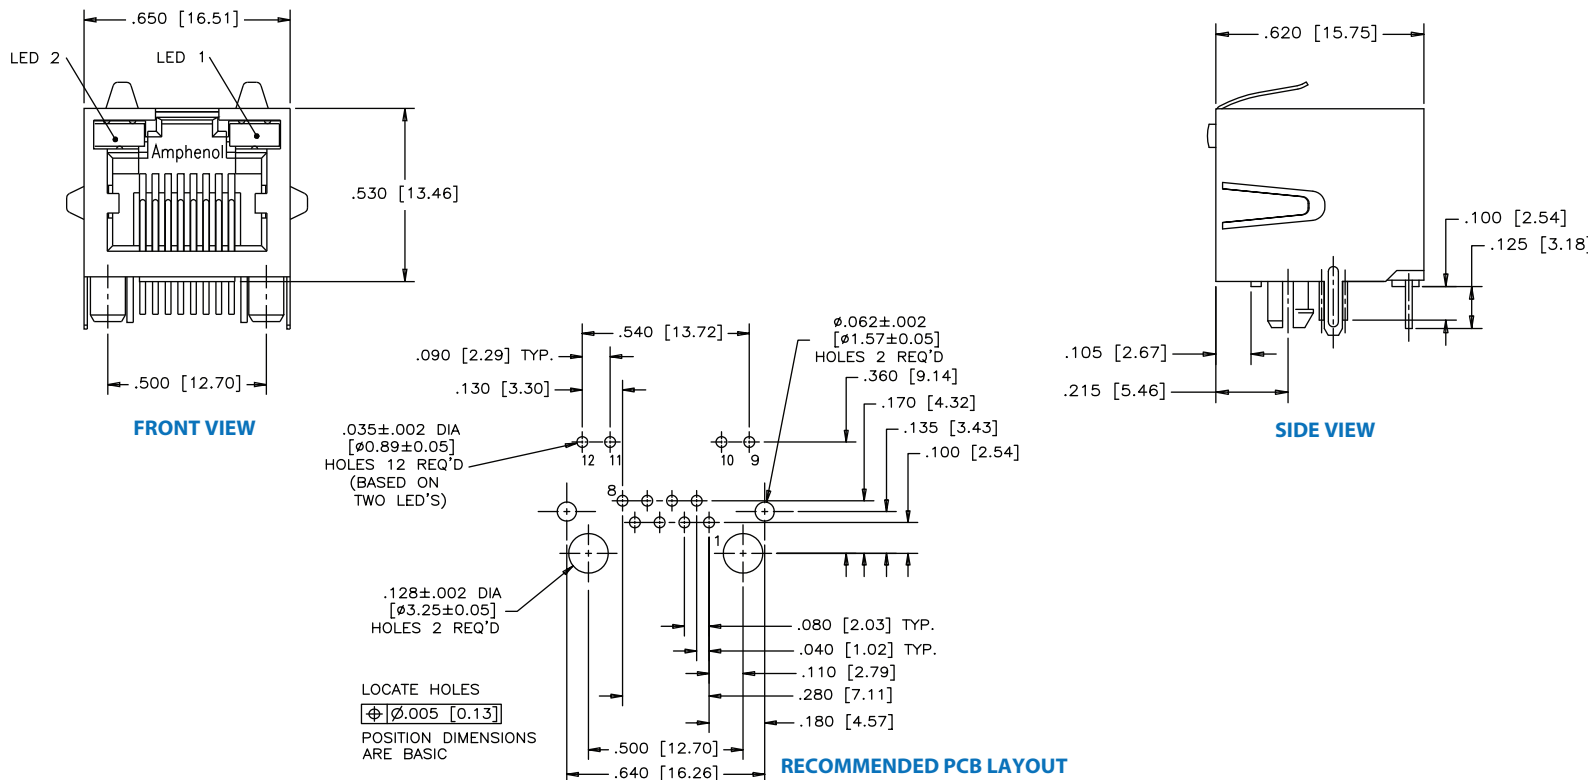 .650 [16.51]
LED 2
LED 1
Amphenol
.530 [13.46]
.500 [12.70]
FRONT VIEW
.620 [15.75]
.100 [2.54]
.125 [3.18]
.105 [2.67]
.215 [5.46]
SIDE VIEW
.540 [13.72]
.090 [2.29] TYP.
.130 [3.30]
ø.062±.002
[ø1.57±0.05]
HOLES 2 REQ'D
.360 [9.14]
.170 [4.32]
.135 [3.43]
.100 [2.54]
.035±.002 DIA
[ø0.89±0.05]
HOLES 12 REQ'D
(BASED ON
TWO LED'S)
12 11 10 9
8
1
.128±.002 DIA
[ø3.25±0.05]
HOLES 2 REQ'D
.080 [2.03] TYP.
.040 [1.02] TYP.
.110 [2.79]
.280 [7.11]
.180 [4.57]
LOCATE HOLES
⌖ Ø.005 [0.13]
POSITION DIMENSIONS
ARE BASIC
.500 [12.70]
.640 [16.26]
RECOMMENDED PCB LAYOUT